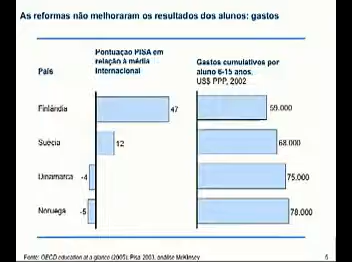 As reformas não melhoraram os resultados dos alunos: gastos
Pontuação PISA em
relação à média
internacional
Gastos cumulativos por
aluno 6-15 anos,
US$ PPP, 2002
País
Finlândia
47
59.000
Suécia
12
68.000
Dinamarca
-4
75.000
Noruega
-5
78.000
Fonte: OECD education at a glance (2005); Pisa 2003, análise McKinsey
5